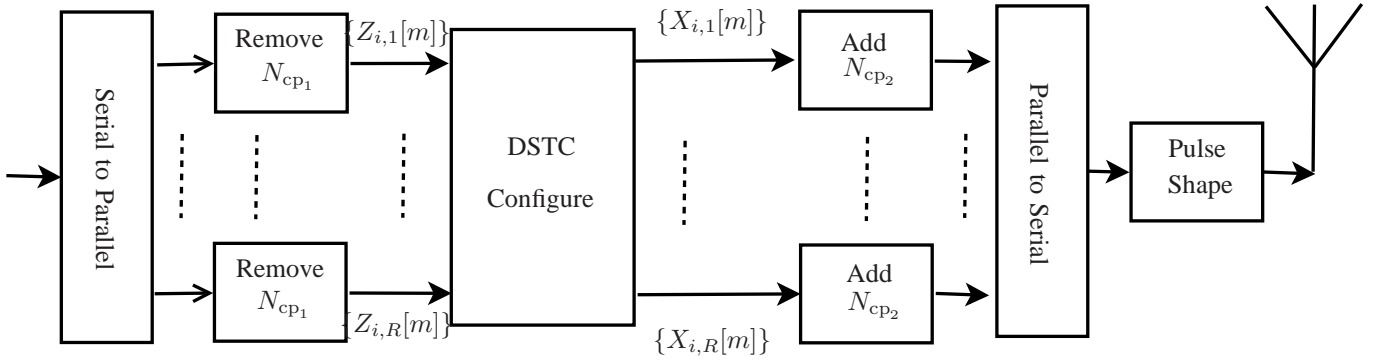 Serial to Parallel
Remove
N_{cp_1}
{Z_{i,1}[m]}
DSTC
Configure
{X_{i,1}[m]}
Add
N_{cp_2}
Parallel to Serial
Pulse
Shape
Remove
N_{cp_1}
{Z_{i,R}[m]}
{X_{i,R}[m]}
Add
N_{cp_2}